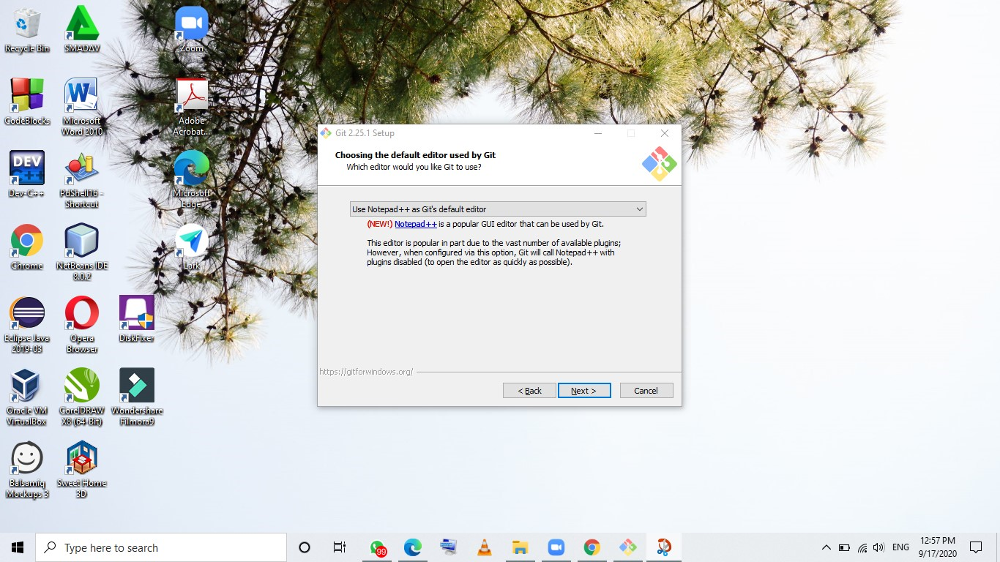 Recycle Bin
SMADΔV
Zoom
CodeBlocks
Microsoft
Word 2010
Adobe
Acrobat...
DEV
C++
Dev-C++
PdShell16 -
Shortcut
Microsoft
Edge
Chrome
NetBeans IDE
8.0.2
Lark
Eclipse Java
2019-03
Opera
Browser
DiskFixer
Oracle VM
VirtualBox
CorelDRAW
X8 (64-Bit)
Wondershare
Filmora9
Balsamiq
Mockups 3
Sweet Home
3D
Git 2.25.1 Setup
Choosing the default editor used by Git
Which editor would you like Git to use?
Use Notepad++ as Git's default editor
(NEW!) Notepad++ is a popular GUI editor that can be used by Git.
This editor is popular in part due to the vast number of available plugins;
However, when configured via this option, Git will call Notepad++ with
plugins disabled (to open the editor as quickly as possible).
https://gitforwindows.org/
< Back
Next >
Cancel
Type here to search
99
ENG
12:57 PM
9/17/2020